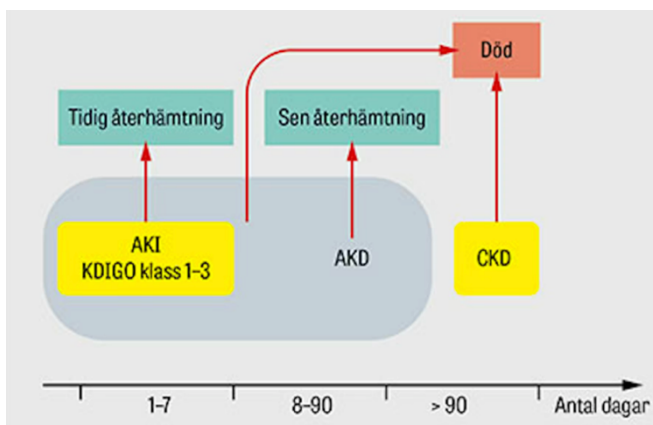 Död
Tidig återhämtning
Sen återhämtning
AKI
KDIGO klass 1–3
AKD
CKD
1–7
8–90
> 90
Antal dagar